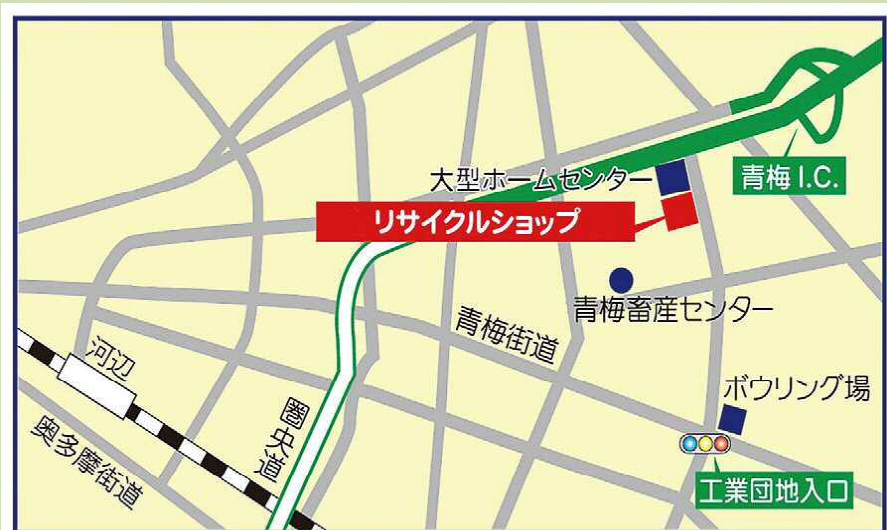 大型ホームセンター
青梅I.C.
リサイクルショップ
青梅畜産センター
青梅街道
河辺
ボウリング場
圏央道
奥多摩街道
工業団地入口